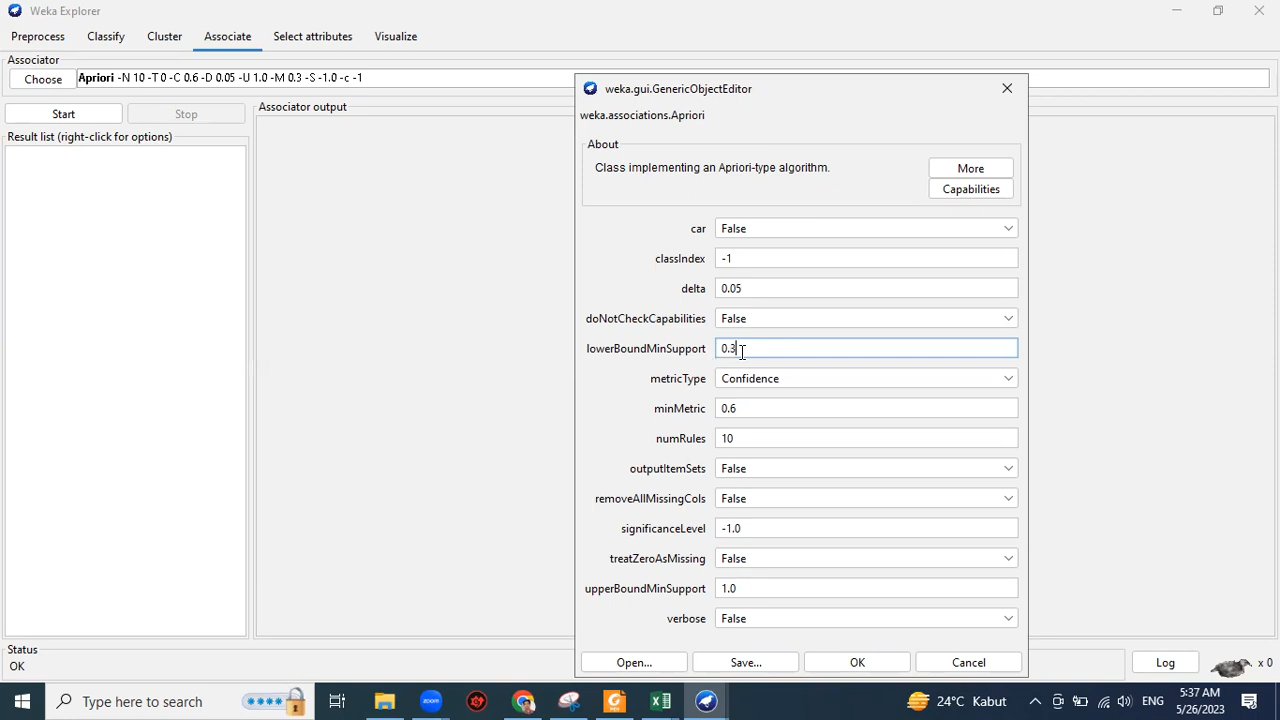 Weka Explorer
Preprocess Classify Cluster Associate Select attributes Visualize
Associator
Choose Apriori -N 10 -T 0 -C 0.6 -D 0.05 -U 1.0 -M 0.3 -S -1.0 -c -1
Start Stop
Result list (right-click for options)
Associator output
weka.gui.GenericObjectEditor
weka.associations.Apriori
About
Class implementing an Apriori-type algorithm.
More
Capabilities
car False
classIndex -1
delta 0.05
doNotCheckCapabilities False
lowerBoundMinSupport 0.3
metricType Confidence
minMetric 0.6
numRules 10
outputItemSets False
removeAllMissingCols False
significanceLevel -1.0
treatZeroAsMissing False
upperBoundMinSupport 1.0
verbose False
Open... Save... OK Cancel
Status
OK
Log x 0
Type here to search
zoom
24°C Kabut
ENG
5:37 AM
5/26/2023